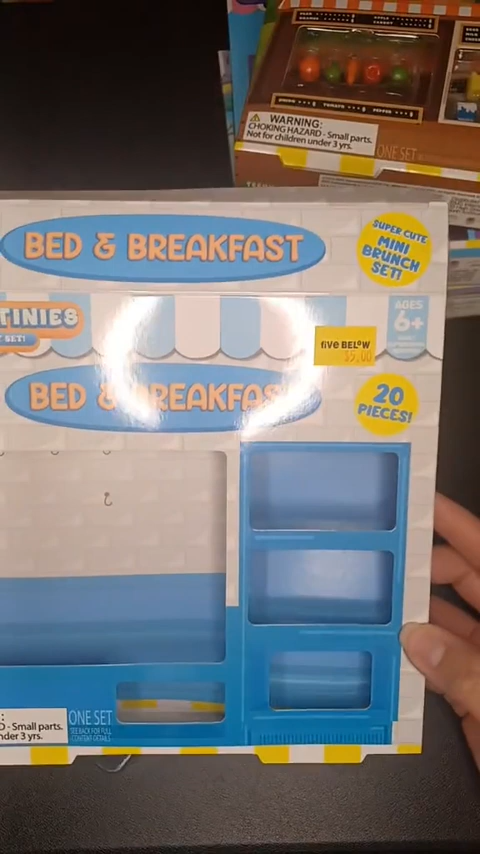 WARNING:
CHOKING HAZARD - Small parts.
Not for children under 3 yrs.
ONE SET
BED & BREAKFAST
SUPER CUTE
MINI
BRUNCH
SET!
TINIES
SET!
AGES
6+
five BELOW
$5.00
BED & BREAKFAST
20
PIECES!
D - Small parts.
nder 3 yrs.
ONE SET
SEE BACK FOR FULL
CONTENT DETAILS